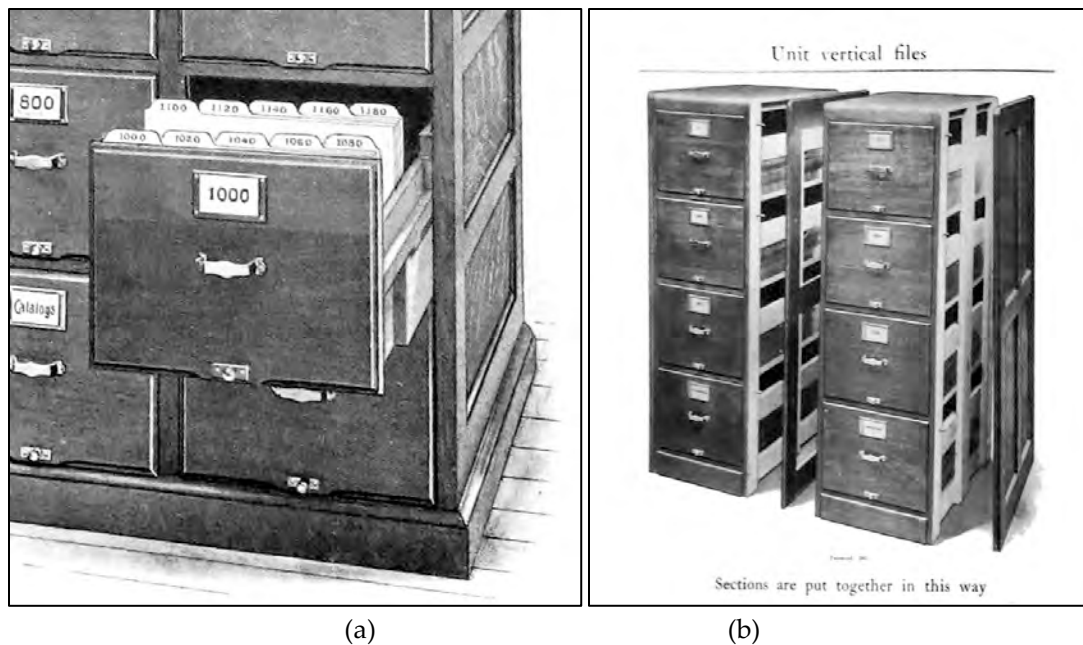 800
Catalogs
1100 1120 1140 1160 1180
1000 1020 1040 1060 1080
1000
(a)
Unit vertical files
Sections are put together in this way
(b)